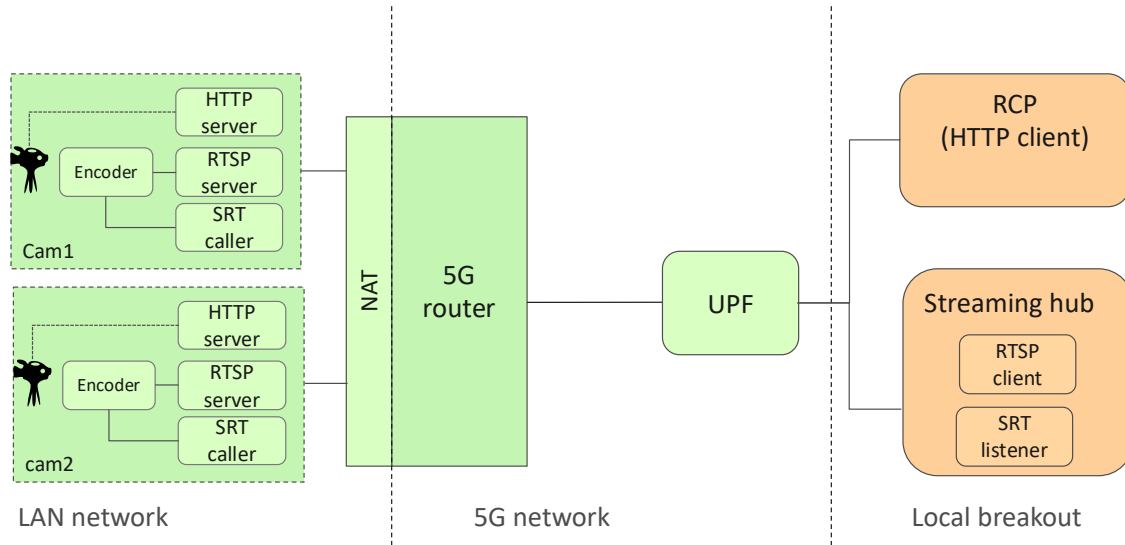 HTTP
server
Encoder
RTSP
server
SRT
caller
Cam1
HTTP
server
Encoder
RTSP
server
SRT
caller
cam2
NAT
5G
router
UPF
RCP
(HTTP client)
Streaming hub
RTSP
client
SRT
listener
LAN network
5G network
Local breakout